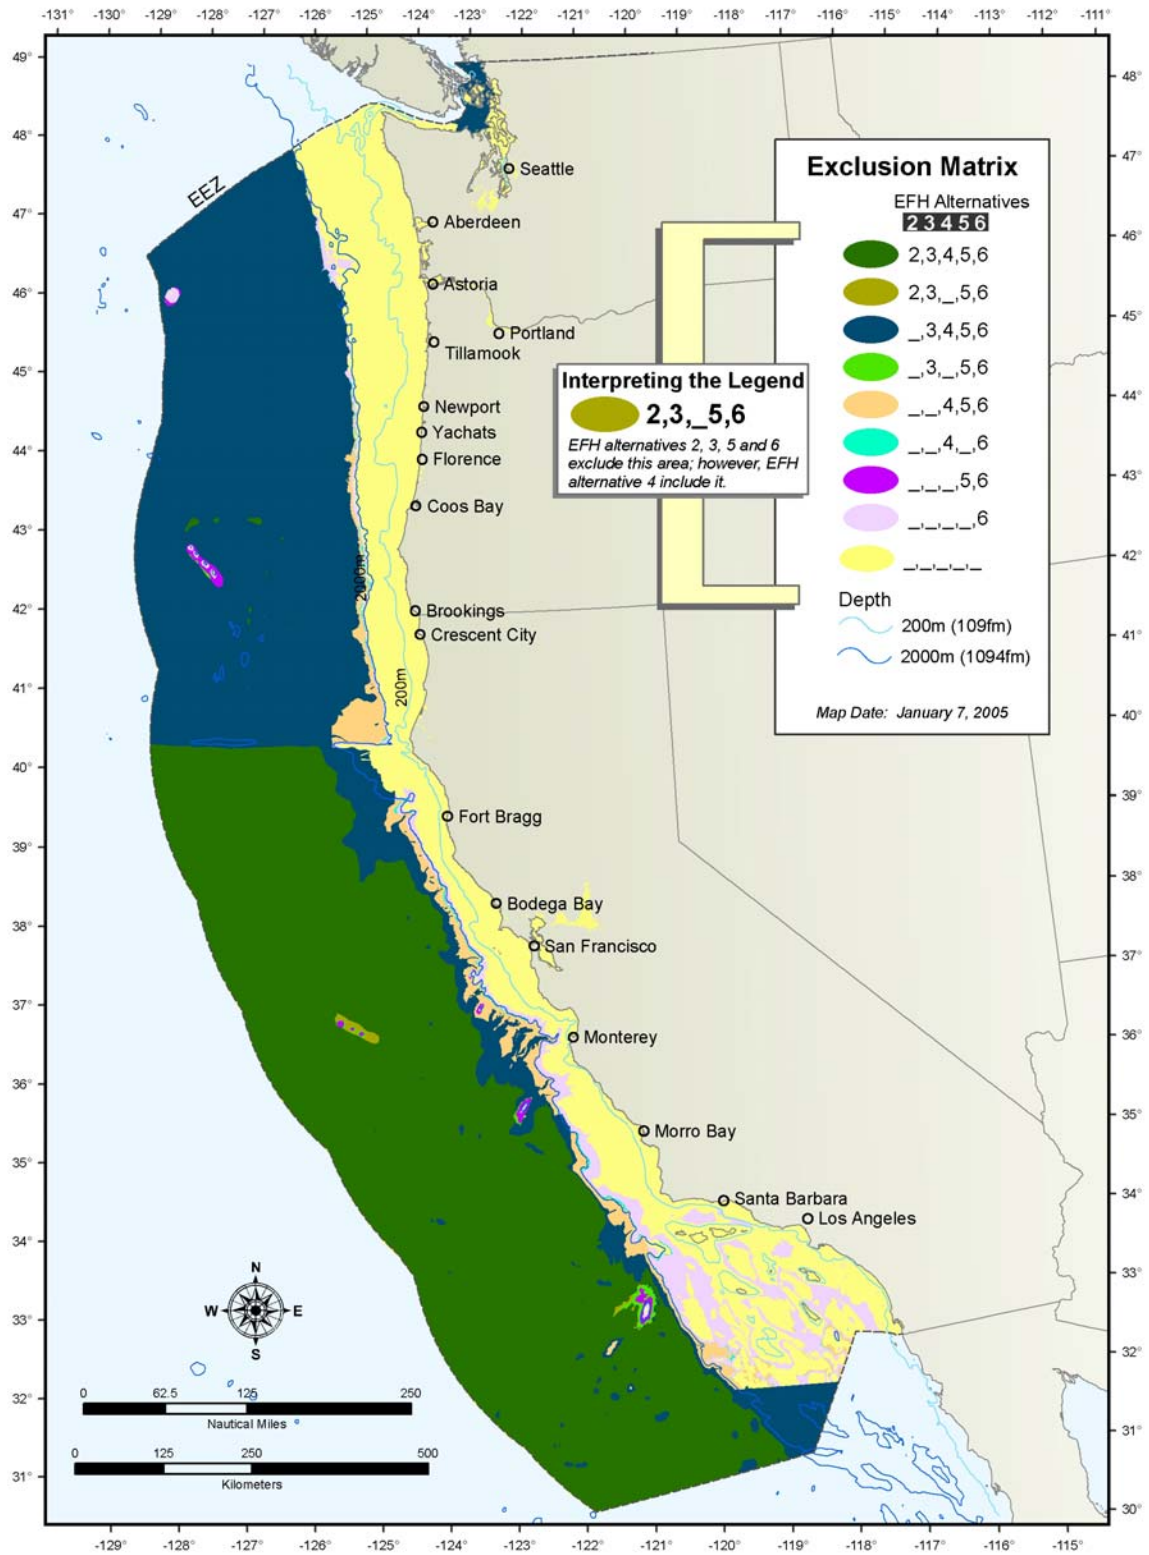 -131° -130° -129° -128° -127° -126° -125° -124° -123° -122° -121° -120° -119° -118° -117° -116° -115° -114° -113° -112° -111°
49°
48°
47°
46°
45°
44°
43°
42°
41°
40°
39°
38°
37°
36°
35°
34°
33°
32°
31°
48°
47°
46°
45°
44°
43°
42°
41°
40°
39°
38°
37°
36°
35°
34°
33°
32°
31°
30°
EEZ
Seattle
Aberdeen
Astoria
Portland
Tillamook
Newport
Yachats
Florence
Coos Bay
2000m
Brookings
Crescent City
200m
Fort Bragg
Bodega Bay
San Francisco
Monterey
Morro Bay
Santa Barbara
Los Angeles
Exclusion Matrix
EFH Alternatives
2 3 4 5 6
2,3,4,5,6
2,3,_,5,6
_,3,4,5,6
_,3,_,5,6
_,_,4,5,6
_,_,4,_,6
_,_,_,5,6
_,_,_,_,6
_,_,_,_,_
Depth
200m (109fm)
2000m (1094fm)
Map Date: January 7, 2005
Interpreting the Legend
2,3,_5,6
EFH alternatives 2, 3, 5 and 6
exclude this area; however, EFH
alternative 4 include it.
N
W E
S
0 62.5 125 250
Nautical Miles
0 125 250 500
Kilometers
-129° -128° -127° -126° -125° -124° -123° -122° -121° -120° -119° -118° -117° -116° -115°